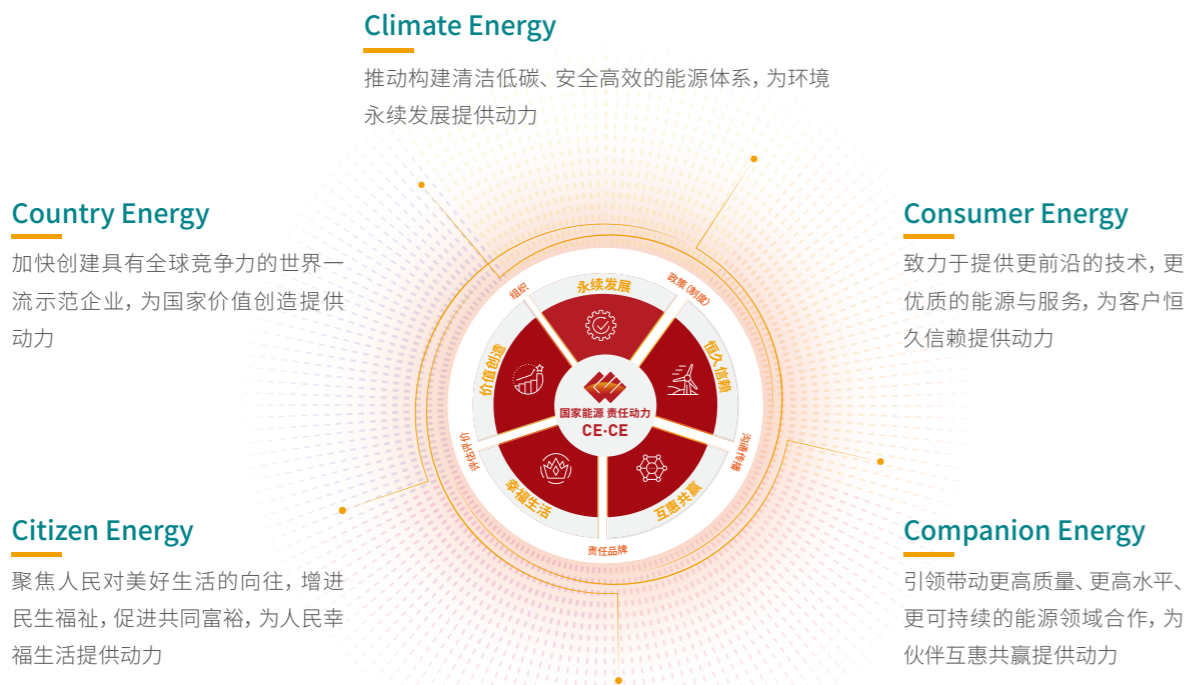 Climate Energy
推动构建清洁低碳、安全高效的能源体系，为环境
永续发展提供动力
Country Energy
加快创建具有全球竞争力的世界一
流示范企业，为国家价值创造提供
动力
Consumer Energy
致力于提供更前沿的技术，更
优质的能源与服务，为客户恒
久信赖提供动力
组织
永续发展
政策（制度）
价值创造
恒久信赖
国家能源 责任动力
CE·CE
评估评价
沟通传播
幸福生活
互惠共赢
责任品牌
Citizen Energy
聚焦人民对美好生活的向往，增进
民生福祉，促进共同富裕，为人民幸
福生活提供动力
Companion Energy
引领带动更高质量、更高水平、
更可持续的能源领域合作，为
伙伴互惠共赢提供动力